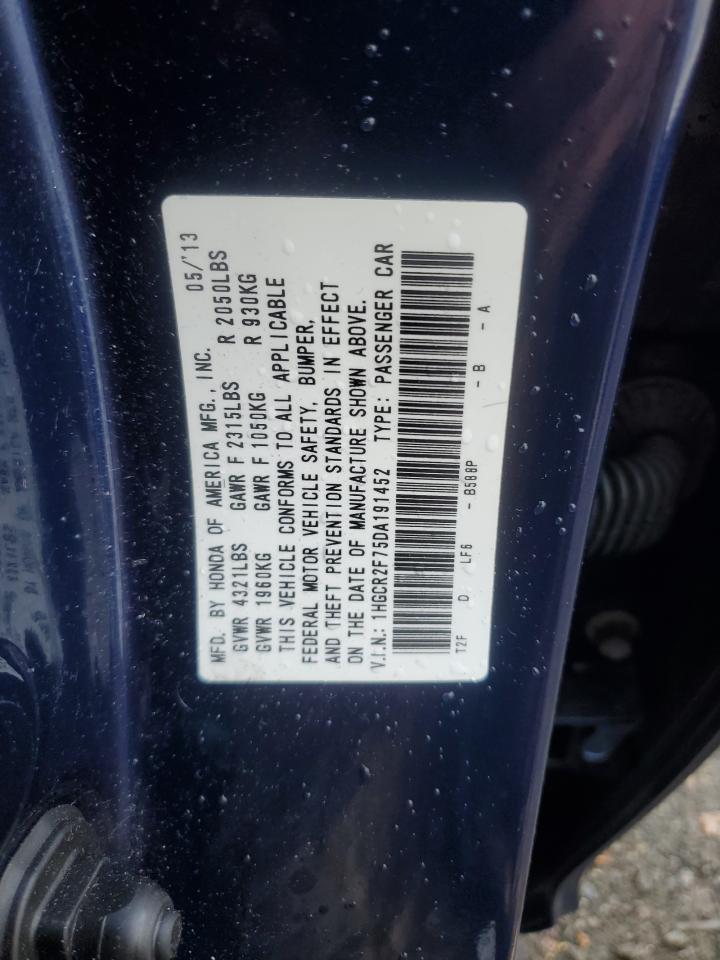 MFD. BY HONDA OF AMERICA MFG., INC. 05/'13
GVWR 4321LBS GAWR F 2315LBS R 2050LBS
GVWR 1960KG GAWR F 1050KG R 930KG
THIS VEHICLE CONFORMS TO ALL APPLICABLE
FEDERAL MOTOR VEHICLE SAFETY, BUMPER,
AND THEFT PREVENTION STANDARDS IN EFFECT
ON THE DATE OF MANUFACTURE SHOWN ABOVE.
V.I.N.: 1HGCR2F75DA191452 TYPE: PASSENGER CAR
T2F D LF6 - B588P - B - A